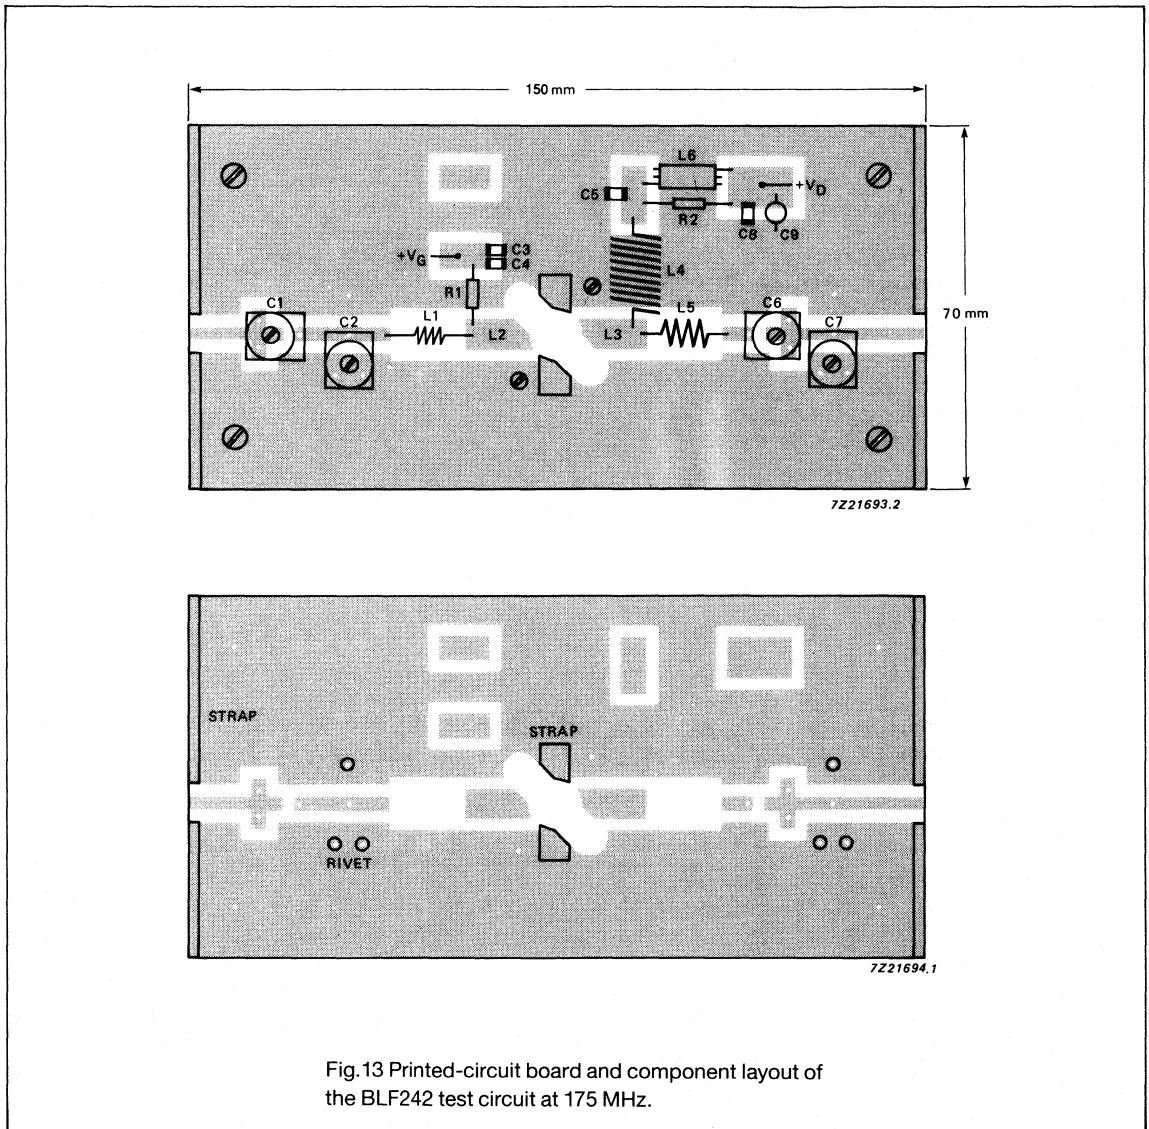 150 mm
L6
C5
+VD
R2
C8 C9
+VG
C3
C4
L4
R1
C1
L1
C6
70 mm
C2
L2
L3
L5
C7
7Z21693.2
STRAP
STRAP
RIVET
7Z21694.1
Fig.13 Printed-circuit board and component layout of
the BLF242 test circuit at 175 MHz.